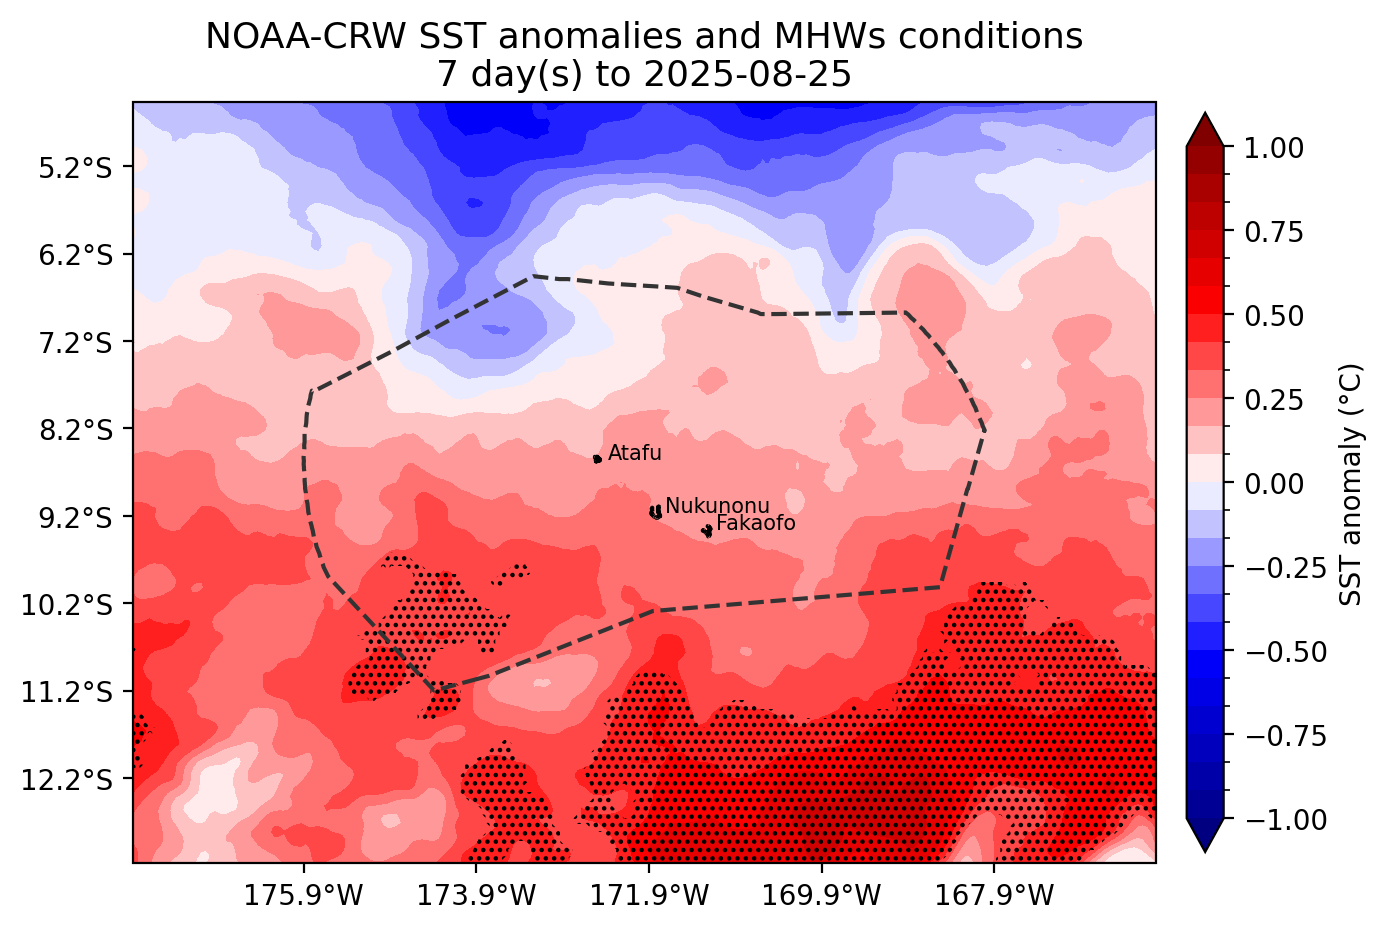 NOAA-CRW SST anomalies and MHWs conditions
7 day(s) to 2025-08-25
5.2°S
6.2°S
7.2°S
8.2°S
9.2°S
10.2°S
11.2°S
12.2°S
Atafu
Nukunonu
Fakaofo
175.9°W
173.9°W
171.9°W
169.9°W
167.9°W
1.00
0.75
0.50
0.25
0.00
−0.25
−0.50
−0.75
−1.00
SST anomaly (°C)